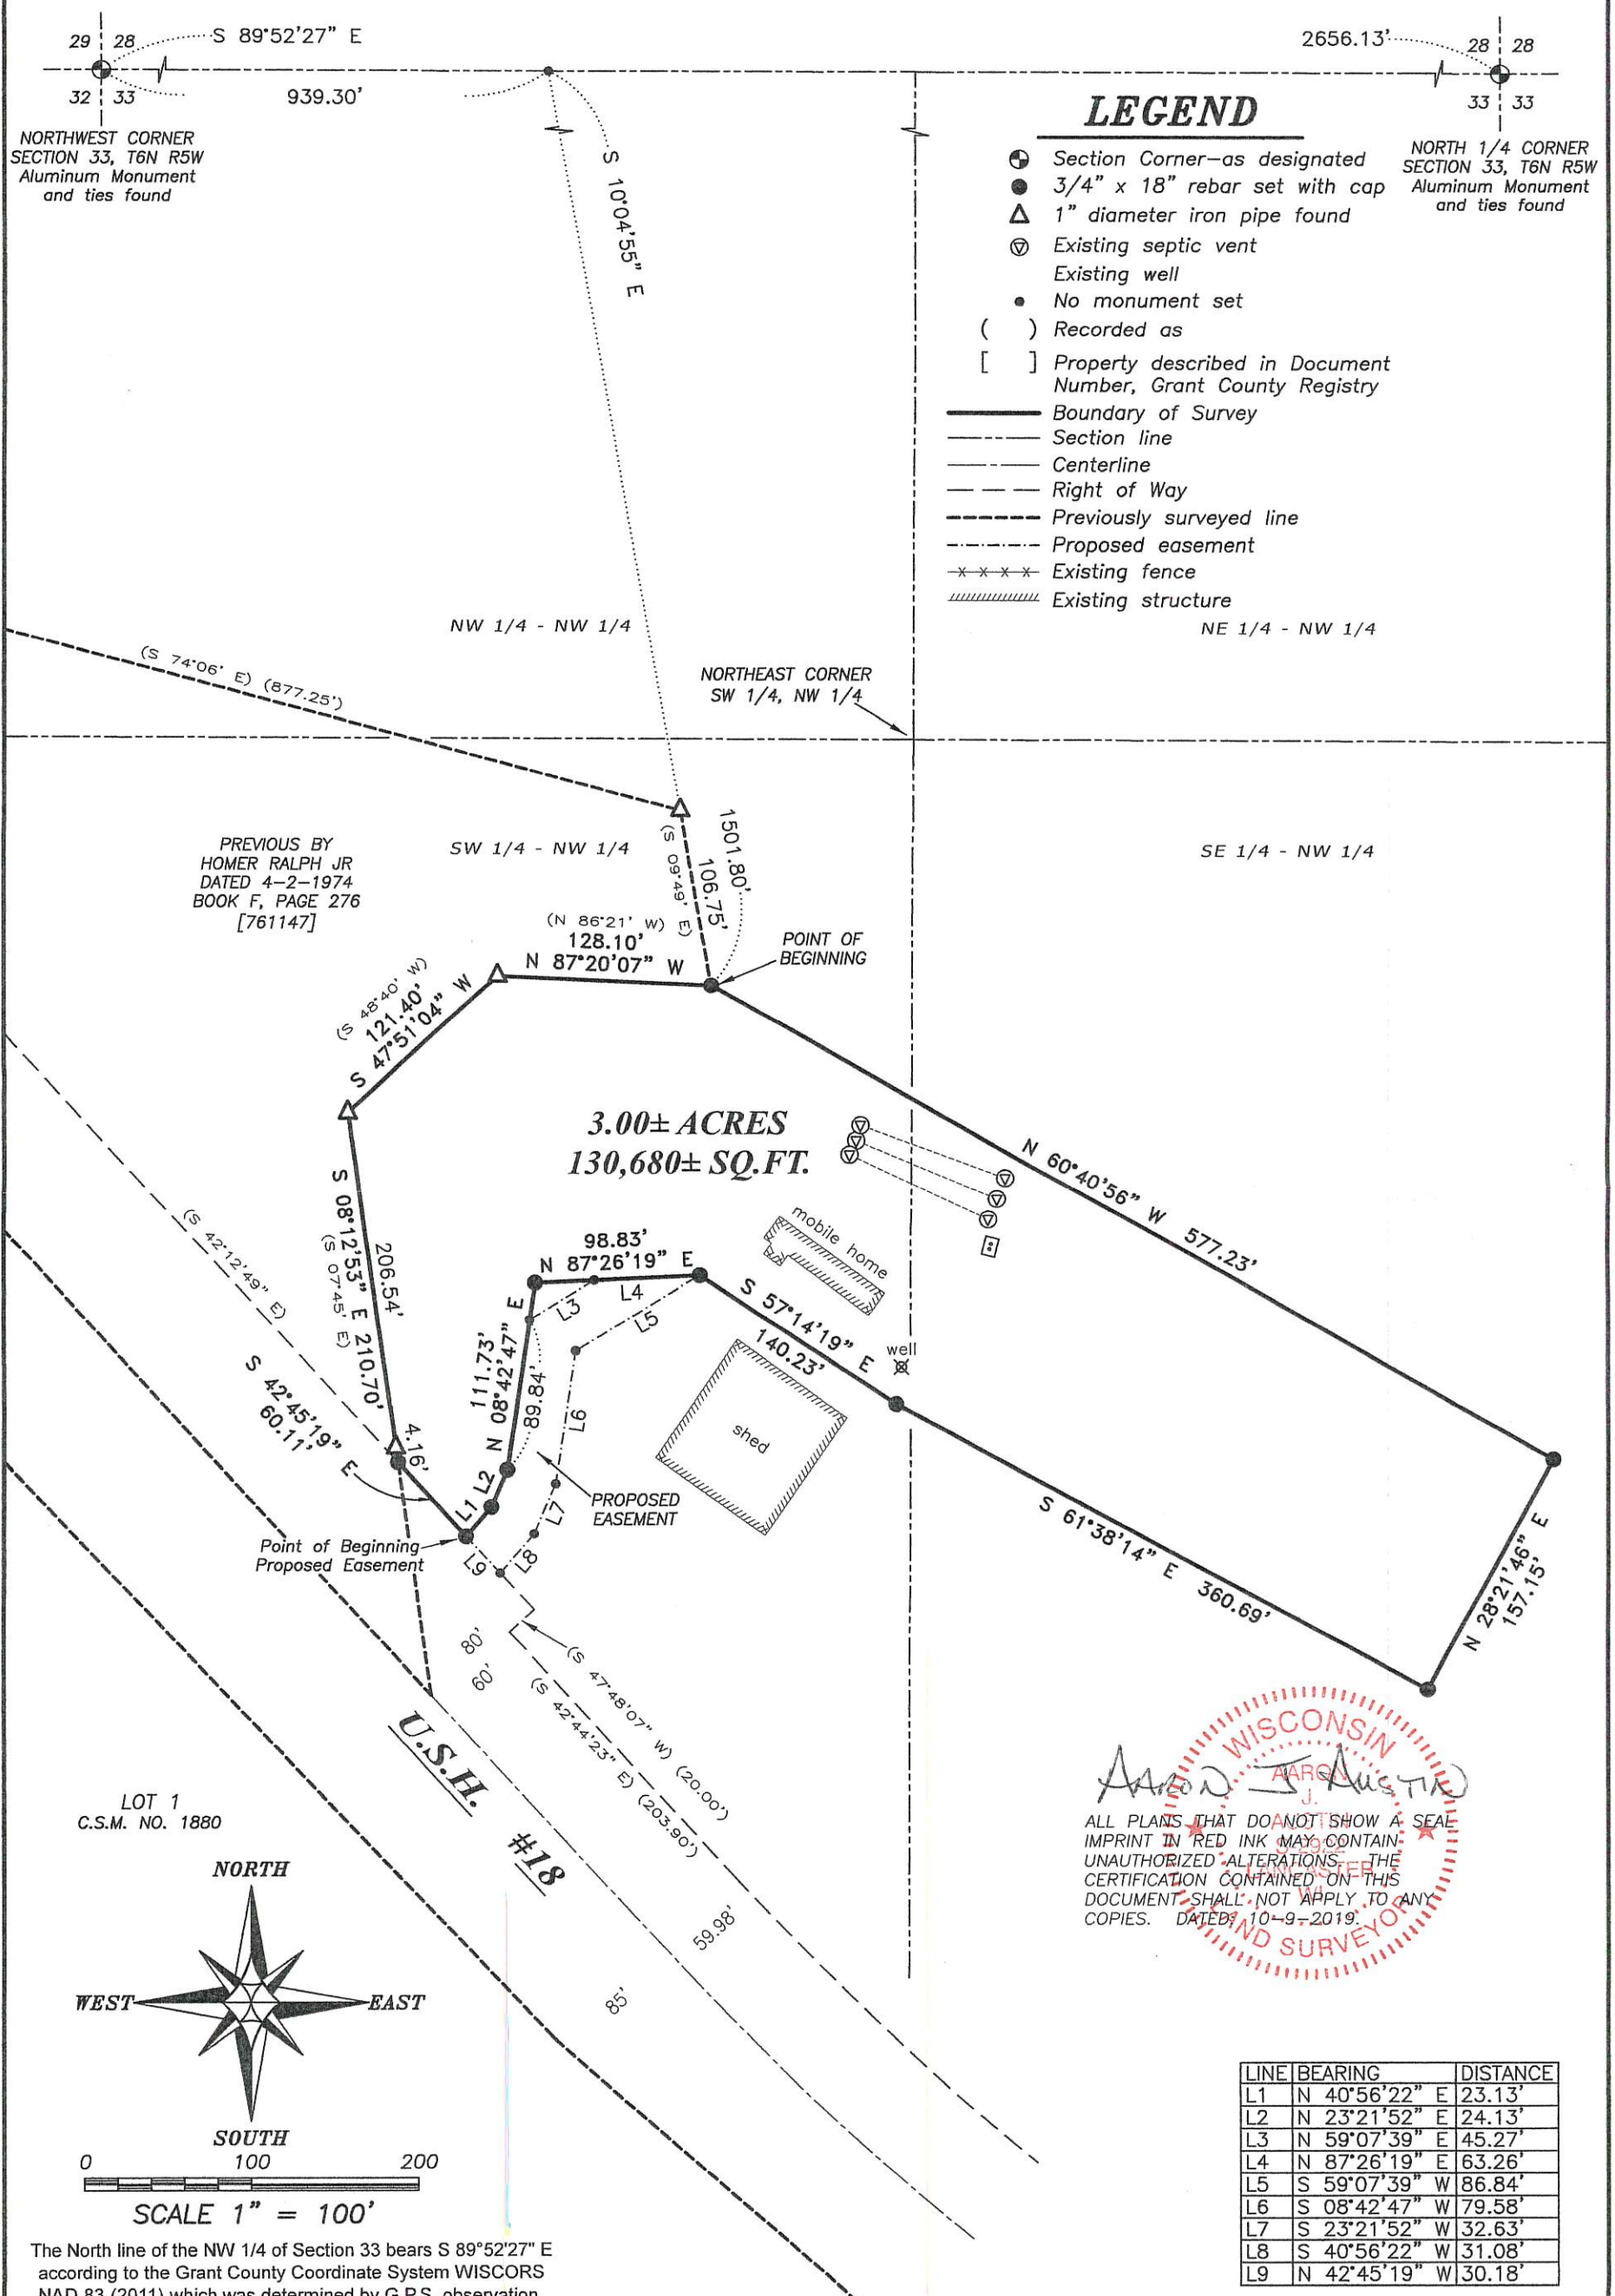 29 28
32 33
S 89°52'27" E
939.30'
2656.13'
28 28
33 33
NORTHWEST CORNER
SECTION 33, T6N R5W
Aluminum Monument
and ties found
NORTH 1/4 CORNER
SECTION 33, T6N R5W
Aluminum Monument
and ties found
S 10°04'55" E
LEGEND
Section Corner-as designated
3/4" x 18" rebar set with cap
1" diameter iron pipe found
Existing septic vent
Existing well
No monument set
( ) Recorded as
[ ] Property described in Document
Number, Grant County Registry
Boundary of Survey
Section line
Centerline
Right of Way
Previously surveyed line
Proposed easement
Existing fence
Existing structure
NW 1/4 - NW 1/4
NE 1/4 - NW 1/4
(S 74°06' E) (877.25')
NORTHEAST CORNER
SW 1/4, NW 1/4
PREVIOUS BY
HOMER RALPH JR
DATED 4-2-1974
BOOK F, PAGE 276
[761147]
SW 1/4 - NW 1/4
SE 1/4 - NW 1/4
1501.80'
106.75'
(S 09°49' E)
(N 86°21' W)
128.10'
N 87°20'07" W
POINT OF
BEGINNING
(S 48°40' W)
121.40'
S 47°51'04" W
3.00± ACRES
130,680± SQ.FT.
N 60°40'56" W 577.23'
S 08°12'53" E 210.70'
(S 07°45' E)
206.54'
4.16'
(S 42°12'49" E)
S 42°45'19" E
60.11'
98.83'
N 87°26'19" E
L3
L4
L5
111.73'
N 08°42'47" E
89.84'
L6
mobile home
S 57°14'19" E
140.23'
well
shed
L1
L2
L7
L8
L9
PROPOSED
EASEMENT
Point of Beginning
Proposed Easement
S 61°38'14" E 360.69'
N 28°21'46" E
157.15'
80'
60'
(S 47°48'07" W) (20.00')
(S 42°44'23" E) (203.90')
U.S.H. #18
59.98'
85'
LOT 1
C.S.M. NO. 1880
NORTH
WEST
EAST
SOUTH
0 100 200
SCALE 1" = 100'
The North line of the NW 1/4 of Section 33 bears S 89°52'27" E
according to the Grant County Coordinate System WISCORS
NAD 83 (2011) which was determined by G.P.S. observation
AARON J AUSTIN
WISCONSIN
AARON
J.
AUSTIN
S-2922
LANCASTER
WI
LAND SURVEYOR
ALL PLANS THAT DO NOT SHOW A SEAL
IMPRINT IN RED INK MAY CONTAIN
UNAUTHORIZED ALTERATIONS. THE
CERTIFICATION CONTAINED ON THIS
DOCUMENT SHALL NOT APPLY TO ANY
COPIES. DATED: 10-9-2019.
LINE BEARING DISTANCE
L1 N 40°56'22" E 23.13'
L2 N 23°21'52" E 24.13'
L3 N 59°07'39" E 45.27'
L4 N 87°26'19" E 63.26'
L5 S 59°07'39" W 86.84'
L6 S 08°42'47" W 79.58'
L7 S 23°21'52" W 32.63'
L8 S 40°56'22" W 31.08'
L9 N 42°45'19" W 30.18'